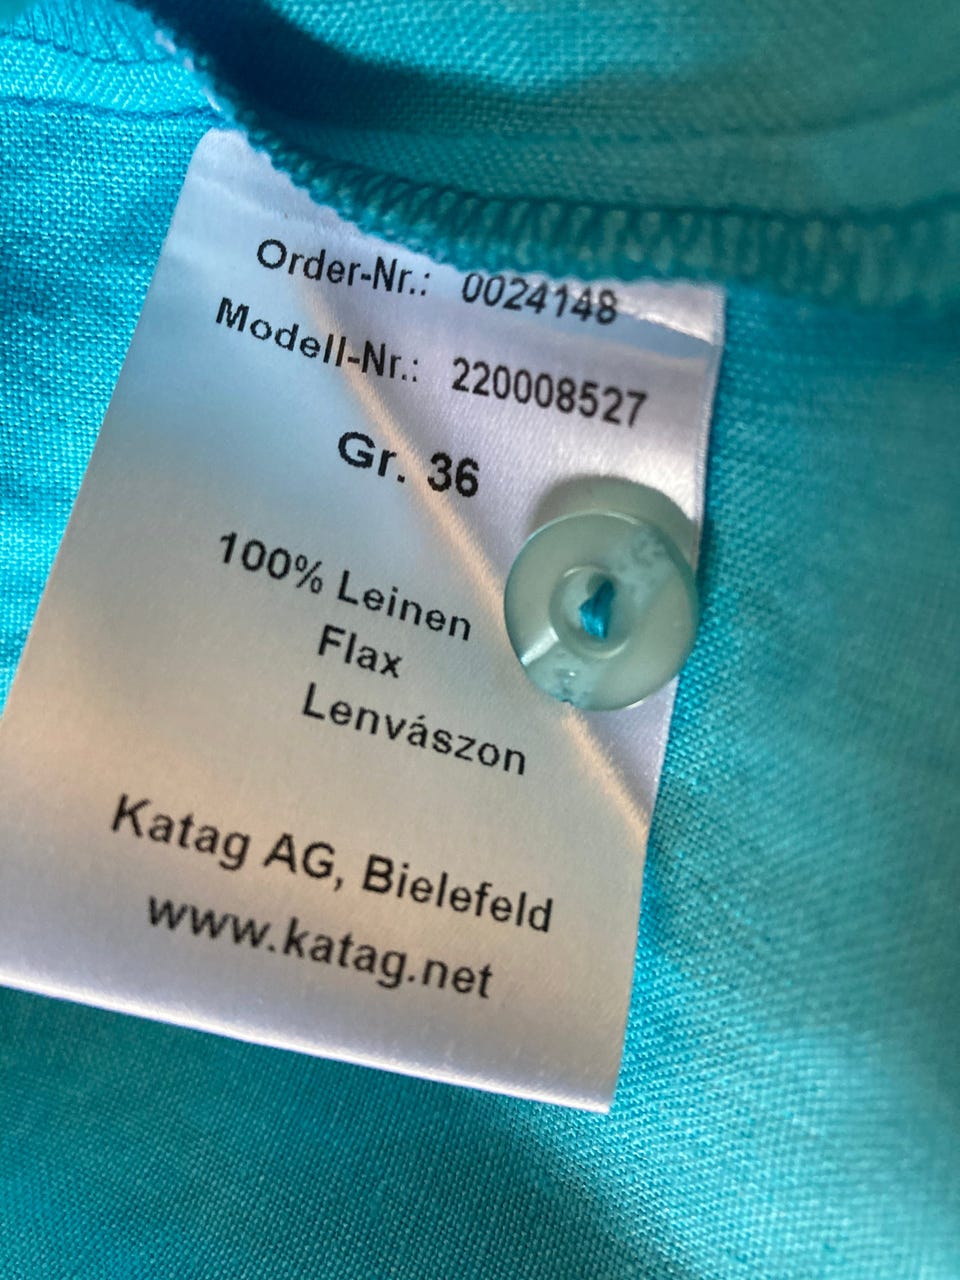 Order-Nr.: 0024148
Modell-Nr.: 220008527
Gr. 36
100% Leinen
Flax
Lenvászon
Katag AG, Bielefeld
www.katag.net